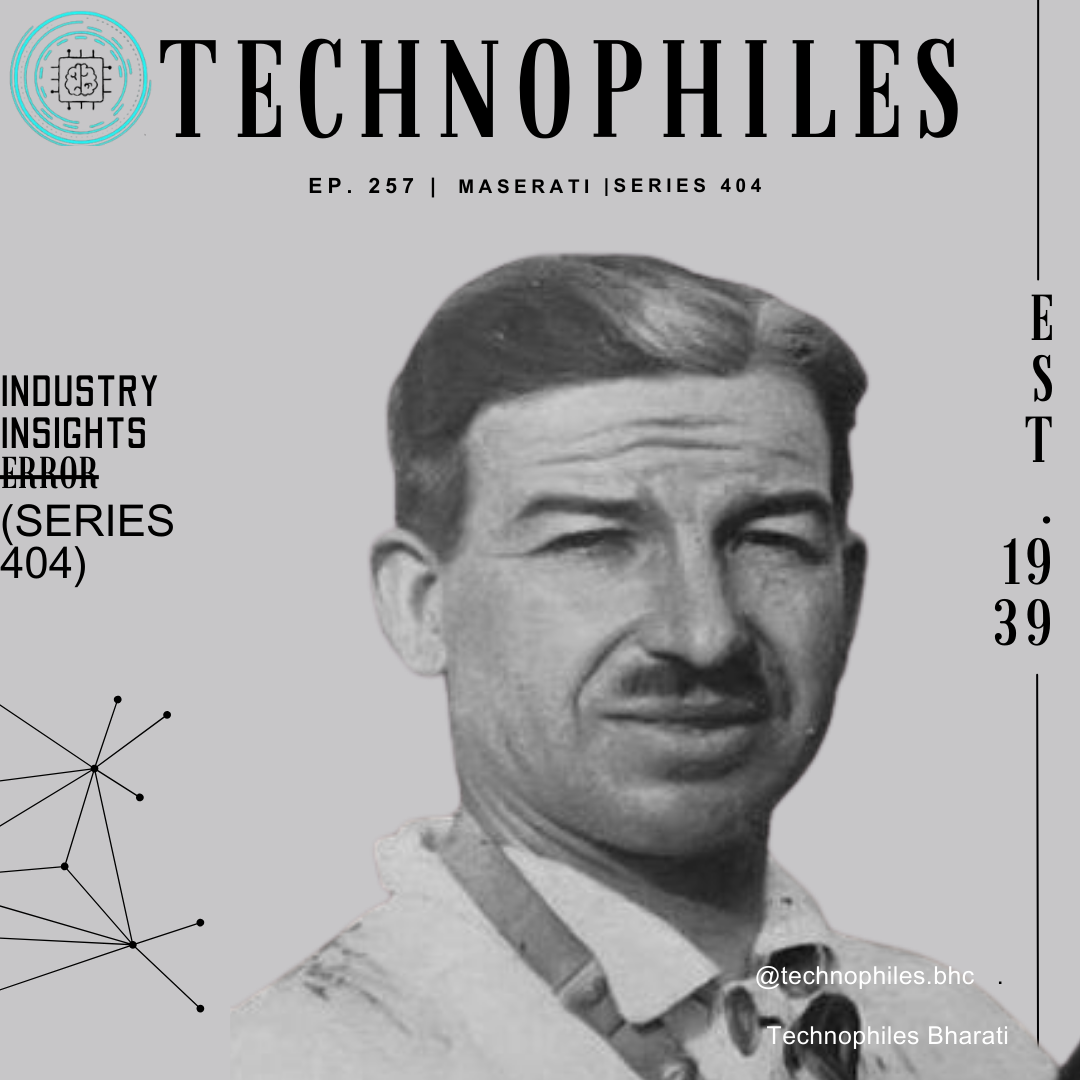 TECHNOPHILES
EP. 257 | MASERATI |SERIES 404
INDUSTRY
INSIGHTS
ERROR
(SERIES
404)
E
S
T
.
19
39
@technophiles.bhc .
Technophiles Bharati